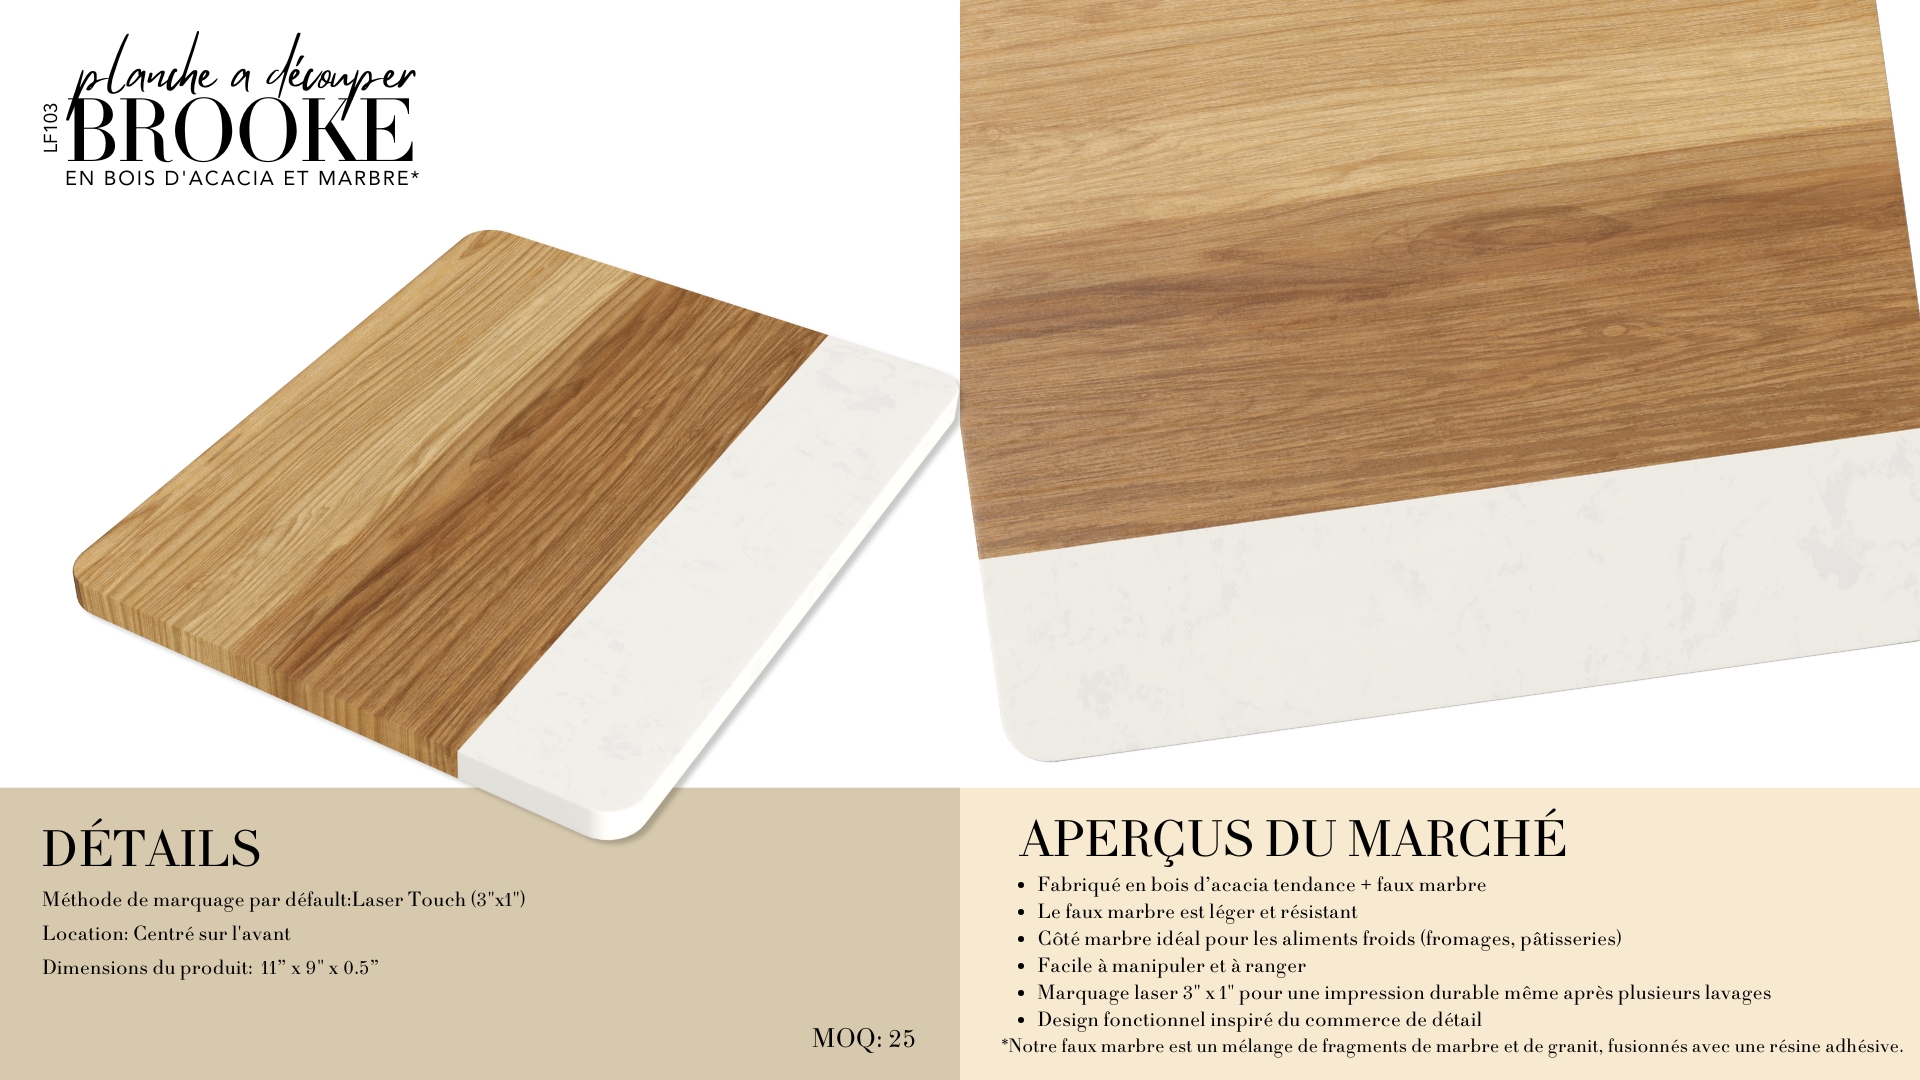 planche a découper
LF103
BROOKE
EN BOIS D'ACACIA ET MARBRE*
DÉTAILS
Méthode de marquage par défault:Laser Touch (3"x1")
Location: Centré sur l'avant
Dimensions du produit: 11” x 9" x 0.5”
MOQ: 25
APERÇUS DU MARCHÉ
• Fabriqué en bois d’acacia tendance + faux marbre
• Le faux marbre est léger et résistant
• Côté marbre idéal pour les aliments froids (fromages, pâtisseries)
• Facile à manipuler et à ranger
• Marquage laser 3" x 1" pour une impression durable même après plusieurs lavages
• Design fonctionnel inspiré du commerce de détail
*Notre faux marbre est un mélange de fragments de marbre et de granit, fusionnés avec une résine adhésive.